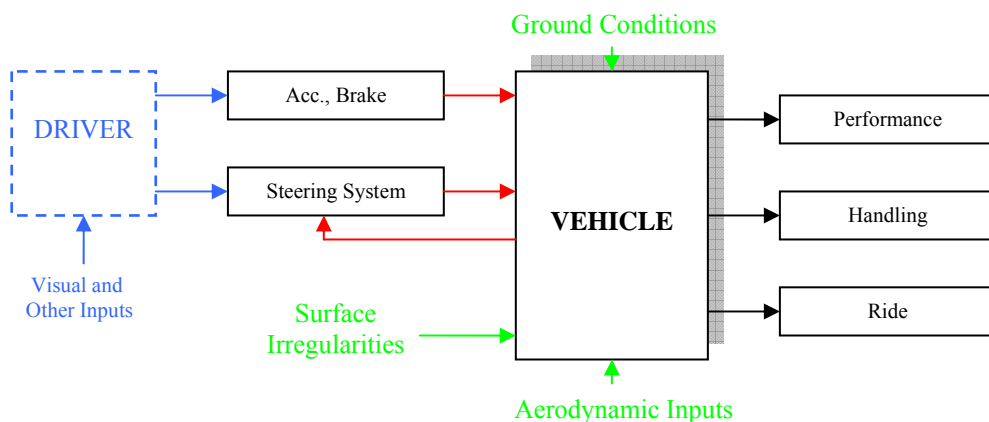 Ground Conditions
DRIVER
Acc., Brake
Performance
Steering System
VEHICLE
Handling
Visual and
Other Inputs
Surface
Irregularities
Ride
Aerodynamic Inputs